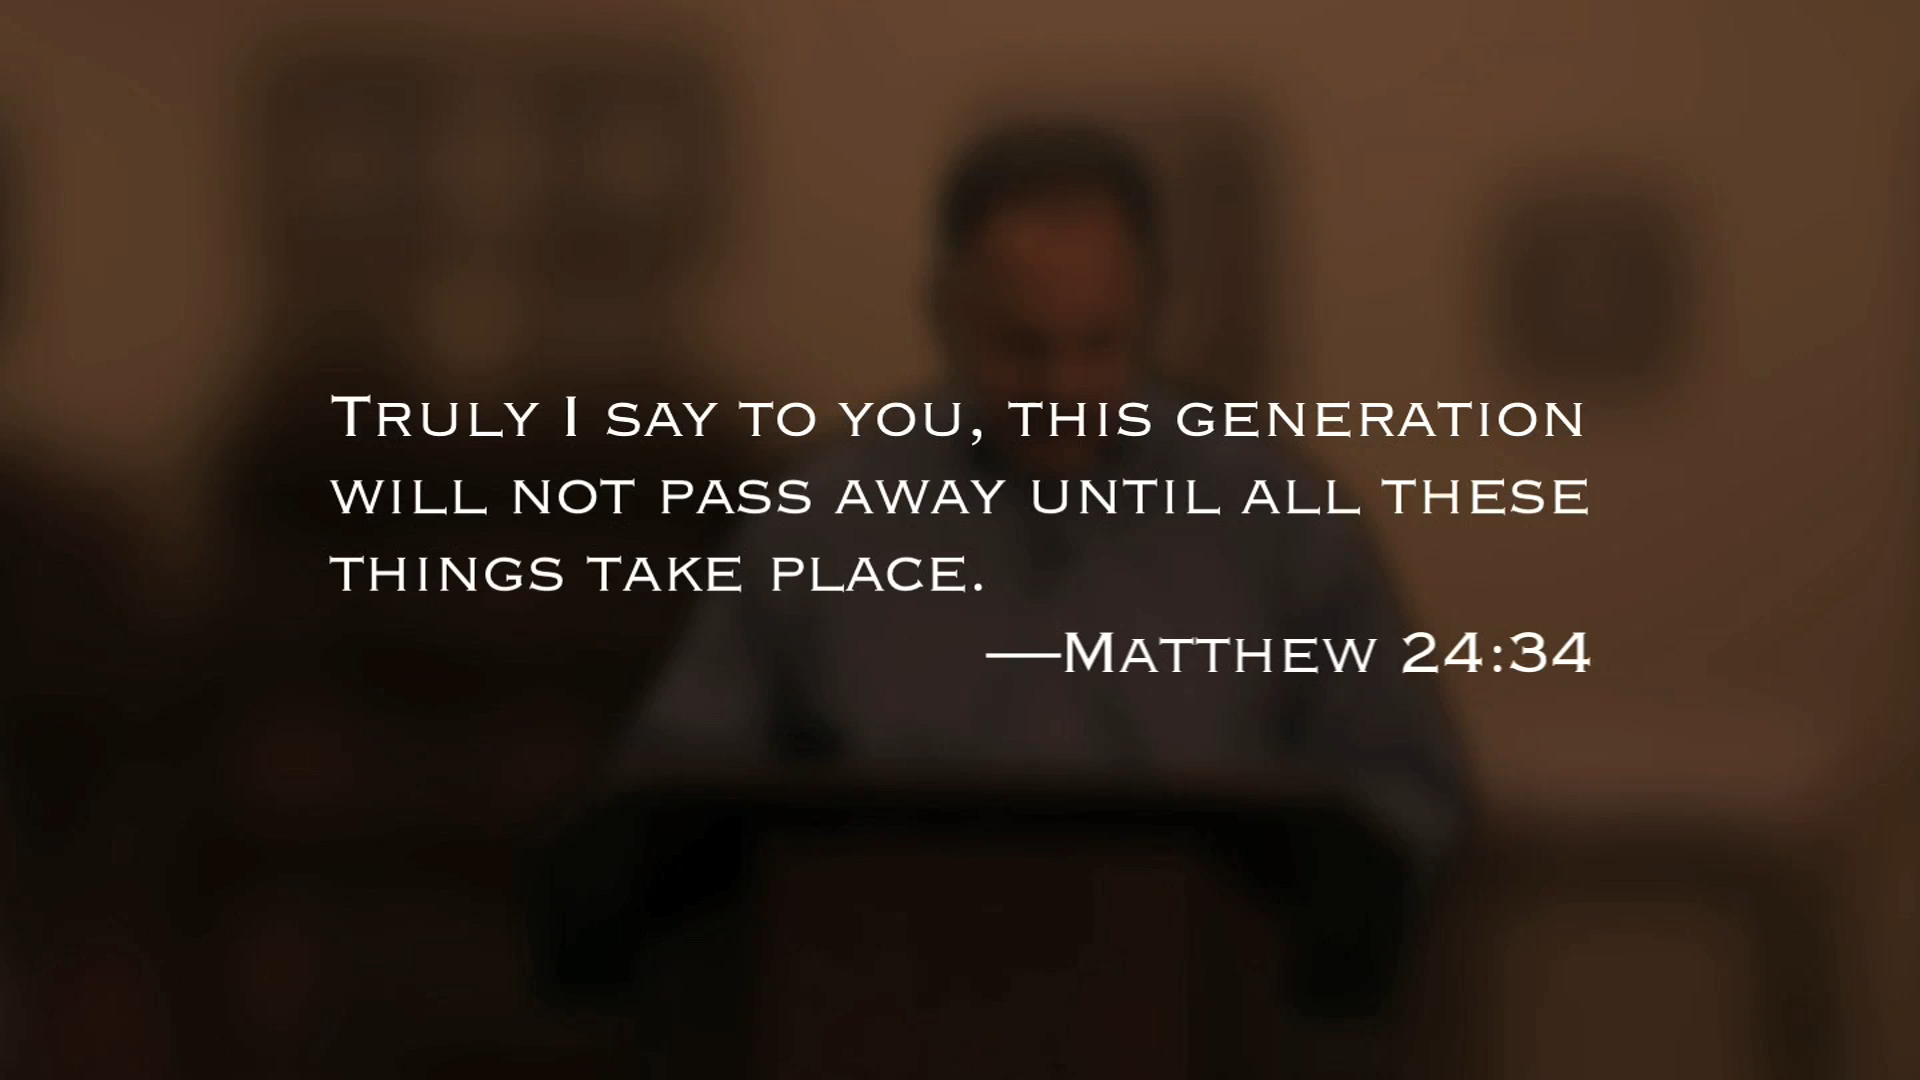 Truly I say to you, this generation
will not pass away until all these
things take place.
—Matthew 24:34